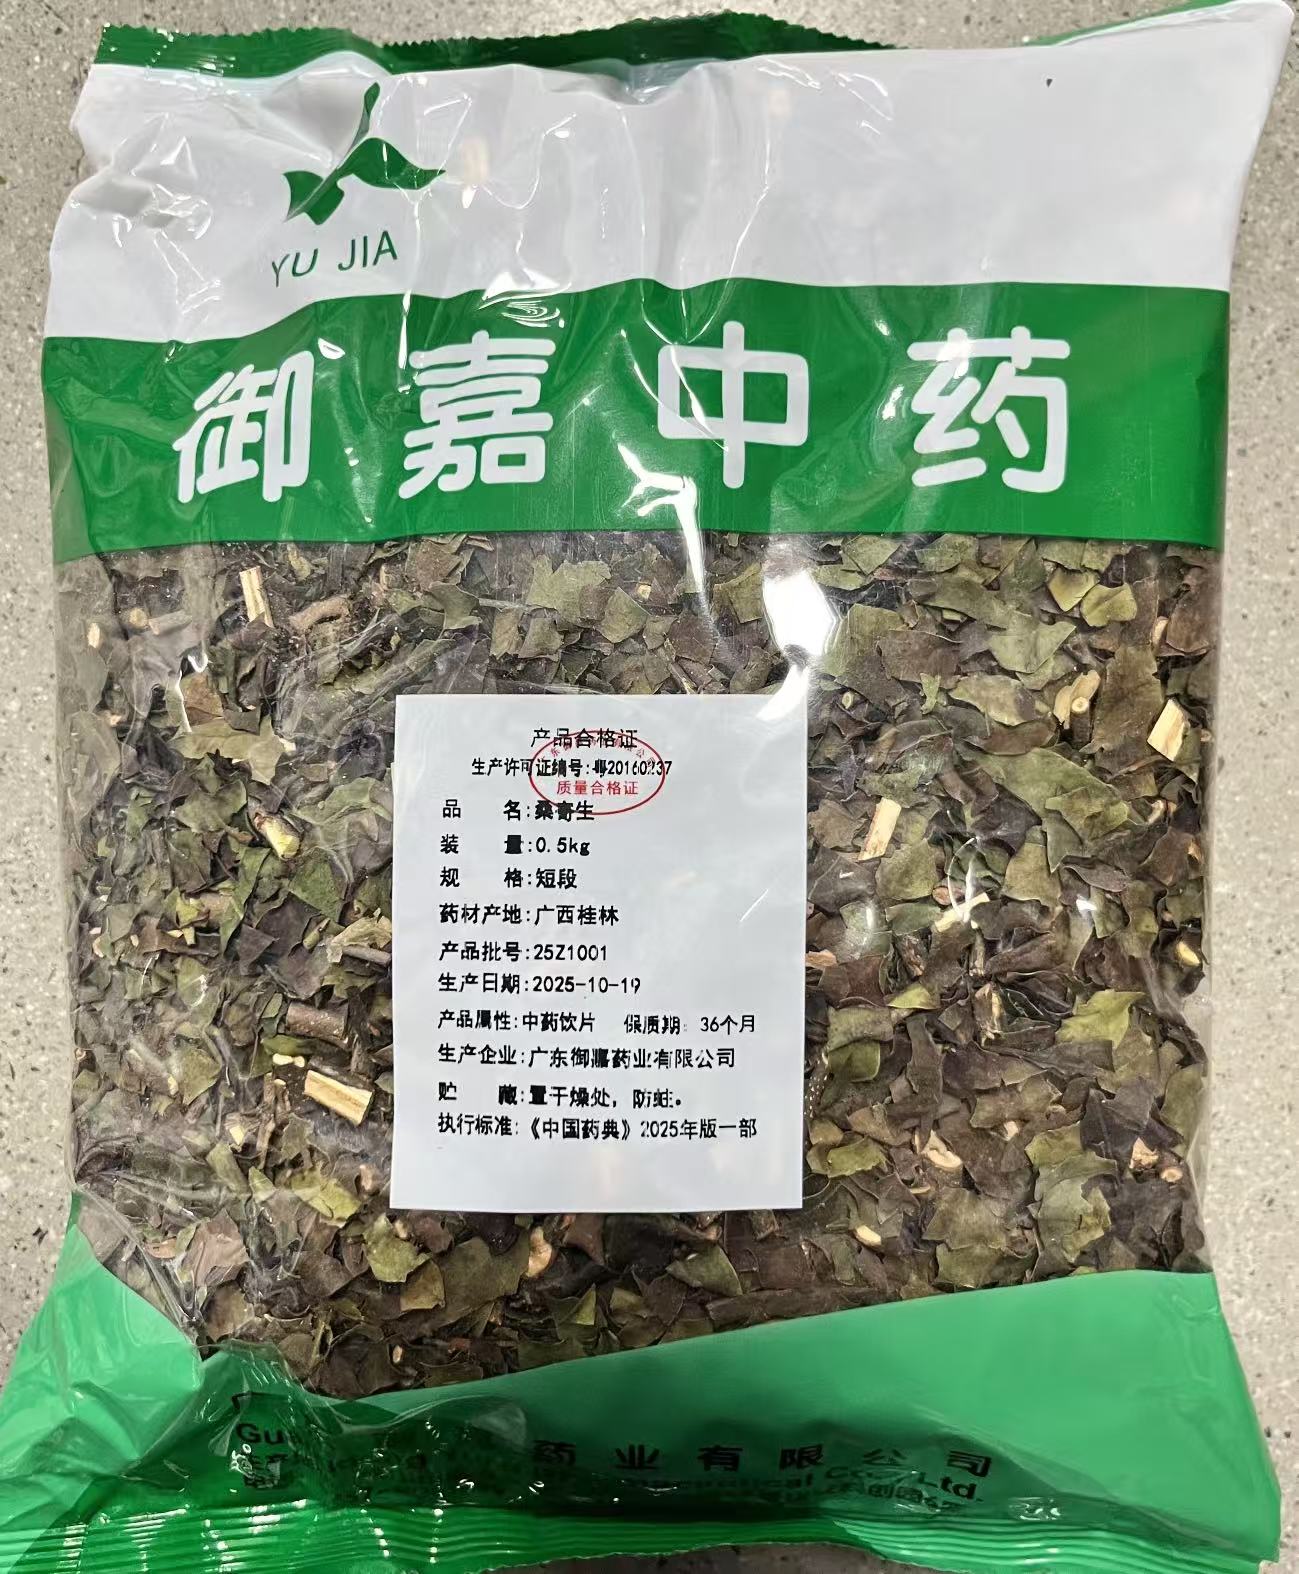 YU JIA
御嘉中药
产品合格证
生产许可证编号:粤20160237
质量合格证
品 名:桑寄生
装 量:0.5kg
规 格:短段
药材产地:广西桂林
产品批号:25Z1001
生产日期:2025-10-19
产品属性:中药饮片 保质期: 36个月
生产企业:广东御嘉药业有限公司
贮 藏:置干燥处，防蛀。
执行标准:《中国药典》2025年版一部
药业有限公司
Ltd.